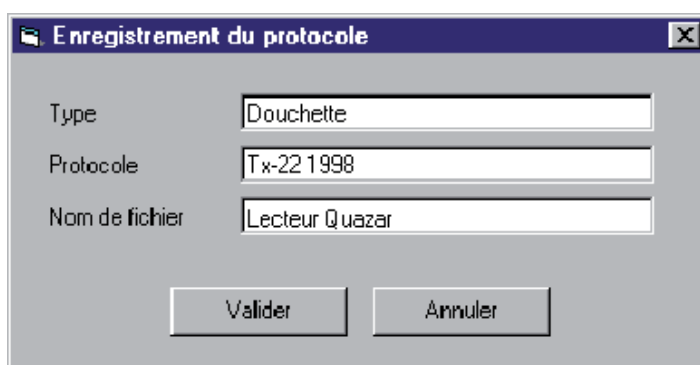 Enregistrement du protocole
Type Douchette
Protocole Tx-22 1998
Nom de fichier Lecteur Quazar
Valider Annuler